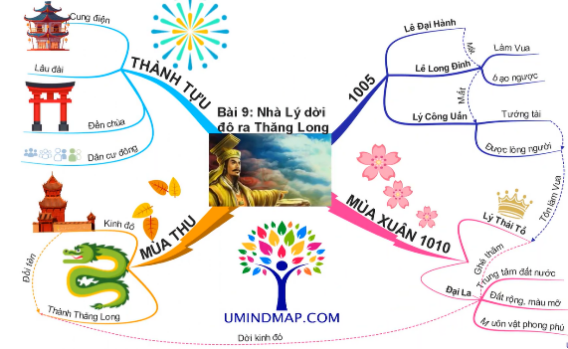 Cung điện
Lâu đài
Đền chùa
Dân cư đông
THÀNH TỰU
Bài 9: Nhà Lý dời
đô ra Thăng Long
1005
Lê Đại Hành
Mất
Lê Long Đĩnh
Làm Vua
ạo ngược
Mất
Lý Công Uẩn
Tướng tài
Được lòng người
Tôn làm Vua
MÙA XUÂN 1010
Lý Thái Tổ
Ghé thăm
Đại La
Trung tâm đất nước
Đất rộng, màu mỡ
Muôn vật phong phú
MÙA THU
Kinh đô
Đổi tên
Thành Thăng Long
Dời kinh đô
UMINDMAP.COM